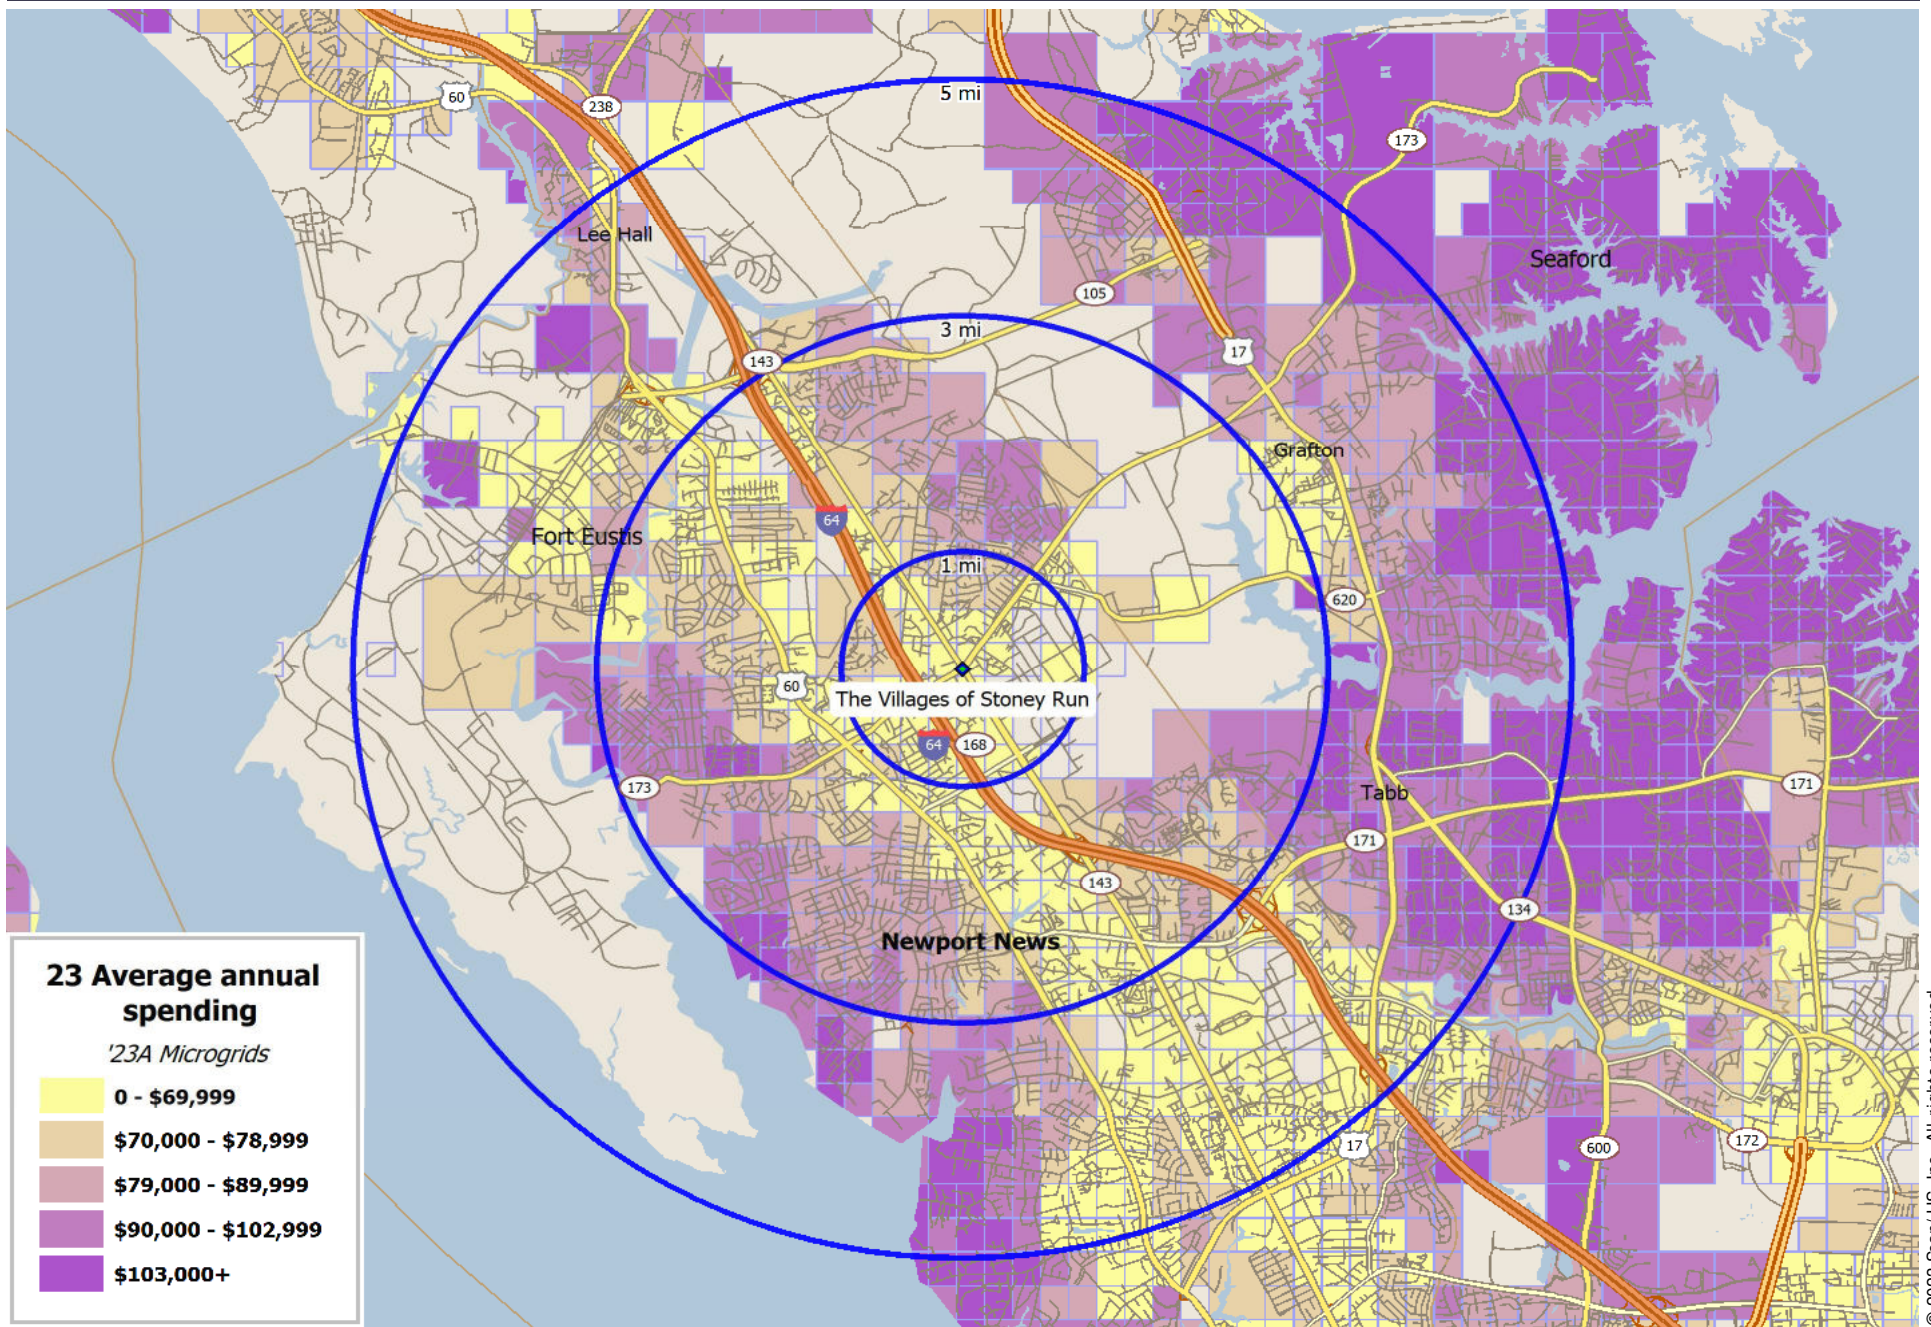 5 mi
60
238
173
Lee Hall
Seaford
105
3 mi
17
143
Grafton
64
Fort Eustis
1 mi
620
60
The Villages of Stoney Run
64
168
173
171
Tabb
171
143
134
Newport News
23 Average annual
spending
'23A Microgrids
0 - $69,999
$70,000 - $78,999
$79,000 - $89,999
$90,000 - $102,999
$103,000+
17
600
172